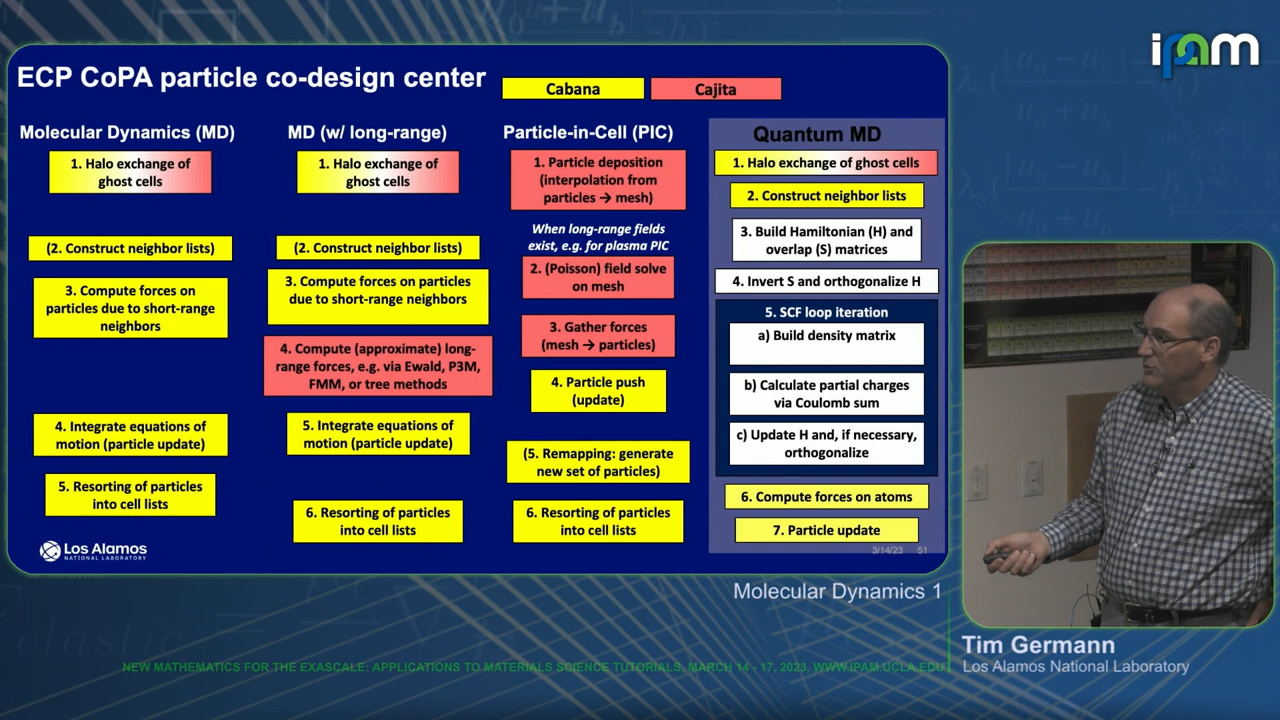 ipam
ECP CoPA particle co-design center
Cabana
Cajita
Molecular Dynamics (MD)
1. Halo exchange of
ghost cells
(2. Construct neighbor lists)
3. Compute forces on
particles due to short-range
neighbors
4. Integrate equations of
motion (particle update)
5. Resorting of particles
into cell lists
MD (w/ long-range)
1. Halo exchange of
ghost cells
(2. Construct neighbor lists)
3. Compute forces on particles
due to short-range neighbors
4. Compute (approximate) long-
range forces, e.g. via Ewald, P3M,
FMM, or tree methods
5. Integrate equations of
motion (particle update)
6. Resorting of particles
into cell lists
Particle-in-Cell (PIC)
1. Particle deposition
(interpolation from
particles → mesh)
When long-range fields
exist, e.g. for plasma PIC
2. (Poisson) field solve
on mesh
3. Gather forces
(mesh → particles)
4. Particle push
(update)
(5. Remapping: generate
new set of particles)
6. Resorting of particles
into cell lists
Quantum MD
1. Halo exchange of ghost cells
2. Construct neighbor lists
3. Build Hamiltonian (H) and
overlap (S) matrices
4. Invert S and orthogonalize H
5. SCF loop iteration
a) Build density matrix
b) Calculate partial charges
via Coulomb sum
c) Update H and, if necessary,
orthogonalize
6. Compute forces on atoms
7. Particle update
Los Alamos
NATIONAL LABORATORY
3/14/23 51
Molecular Dynamics 1
Tim Germann
Los Alamos National Laboratory
NEW MATHEMATICS FOR THE EXASCALE: APPLICATIONS TO MATERIALS SCIENCE TUTORIALS, MARCH 14 - 17, 2023, WWW.IPAM.UCLA.EDU
elastic